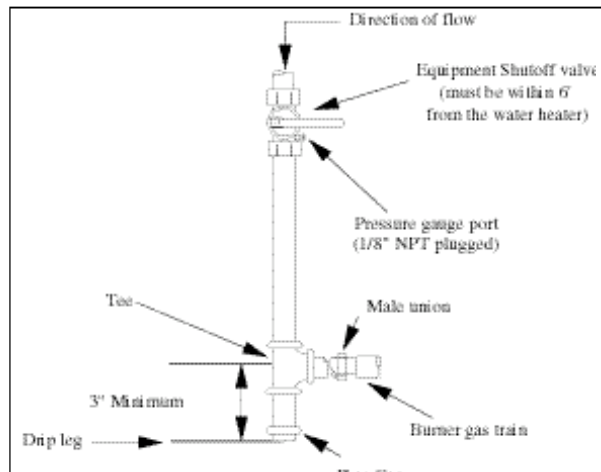 Direction of flow
Equipment Shutoff valve
(must be within 6'
from the water heater)
Pressure gauge port
(1/8" NPT plugged)
Tee
Male union
3" Minimum
Burner gas train
Drip leg